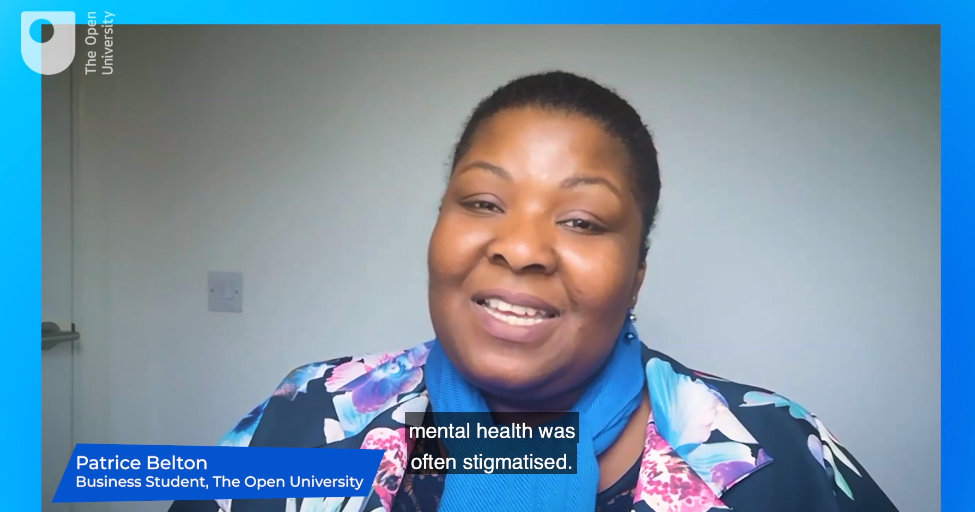 The Open
University
mental health was
often stigmatised.
Patrice Belton
Business Student, The Open University